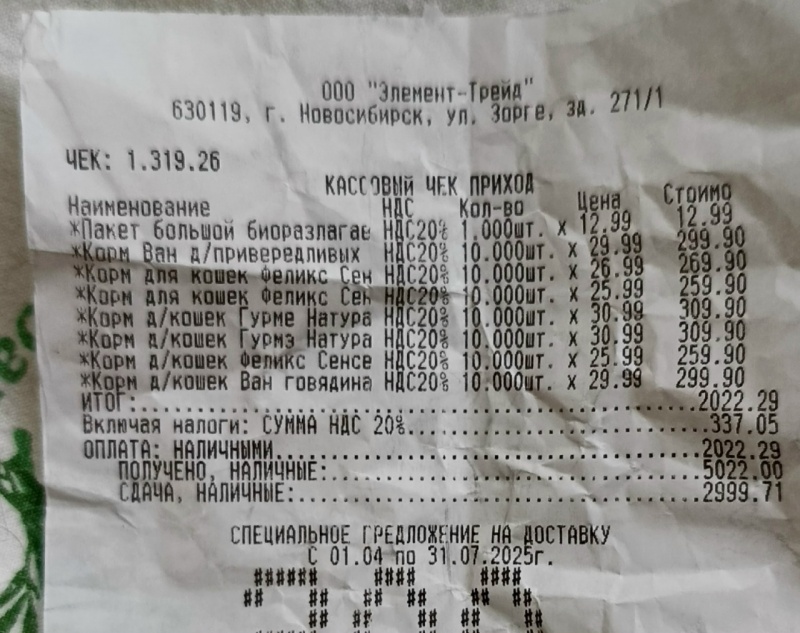 ООО "Элемент-Трейд"
630119, г. Новосибирск, ул. Зорге, зд. 271/1
ЧЕК: 1.319.26
КАССОВЫЙ ЧЕК ПРИХОД
Наименование НДС Кол-во Цена Стоимо
*Пакет большой биоразлагае НДС20% 1.000шт. х 12.99 12.99
*Корм Ван д/привередливых НДС20% 10.000шт. х 29.99 299.90
*Корм для кошек Феликс Сен НДС20% 10.000шт. х 26.99 269.90
*Корм для кошек Феликс Сен НДС20% 10.000шт. х 25.99 259.90
*Корм д/кошек Гурме Натура НДС20% 10.000шт. х 30.99 309.90
*Корм д/кошек Гурмэ Натура НДС20% 10.000шт. х 30.99 309.90
*Корм д/кошек Феликс Сенсе НДС20% 10.000шт. х 25.99 259.90
*Корм д/кошек Ван говядина НДС20% 10.000шт. х 29.99 299.90
ИТОГ:..................................2022.29
Включая налоги: СУММА НДС 20%...................337.05
ОПЛАТА: НАЛИЧНЫМИ..............................2022.29
ПОЛУЧЕНО, НАЛИЧНЫЕ:..........................5022.00
СДАЧА, НАЛИЧНЫЕ:.............................2999.71
СПЕЦИАЛЬНОЕ ПРЕДЛОЖЕНИЕ НА ДОСТАВКУ
С 01.04 по 31.07.2025г.